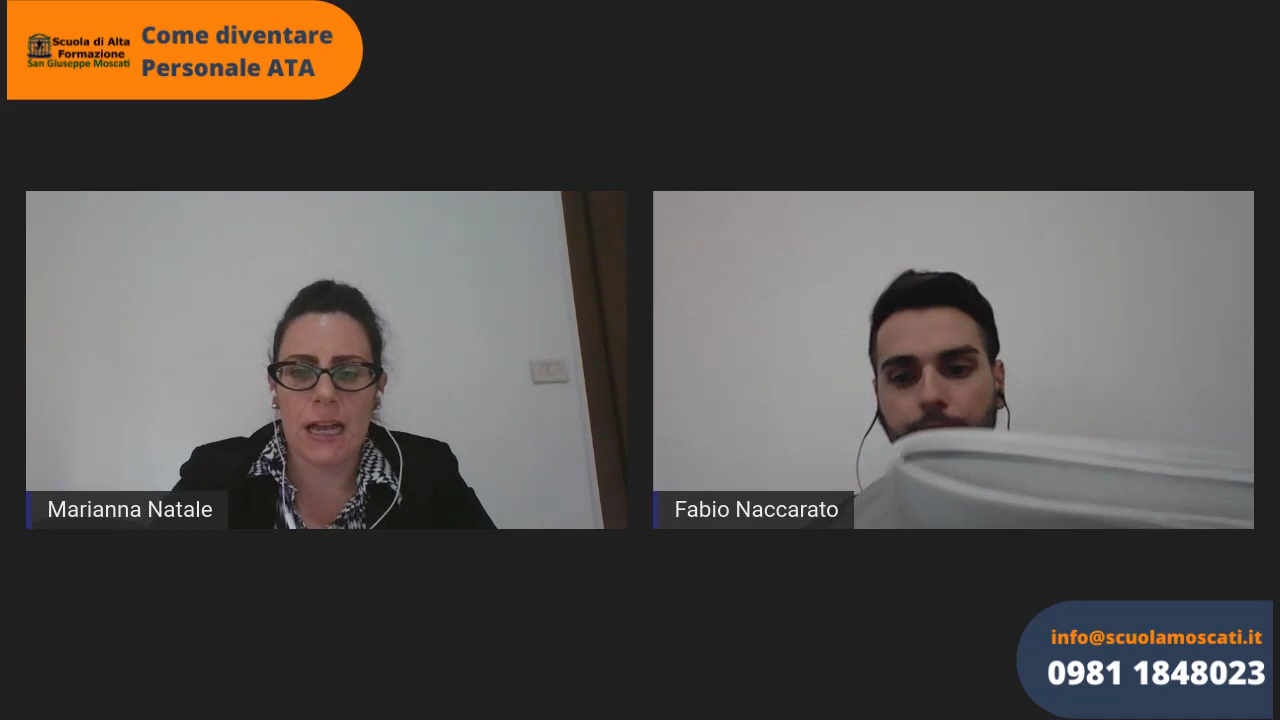 Scuola di Alta
Formazione
San Giuseppe Moscati
Come diventare
Personale ATA
Marianna Natale
Fabio Naccarato
info@scuolamoscati.it
0981 1848023